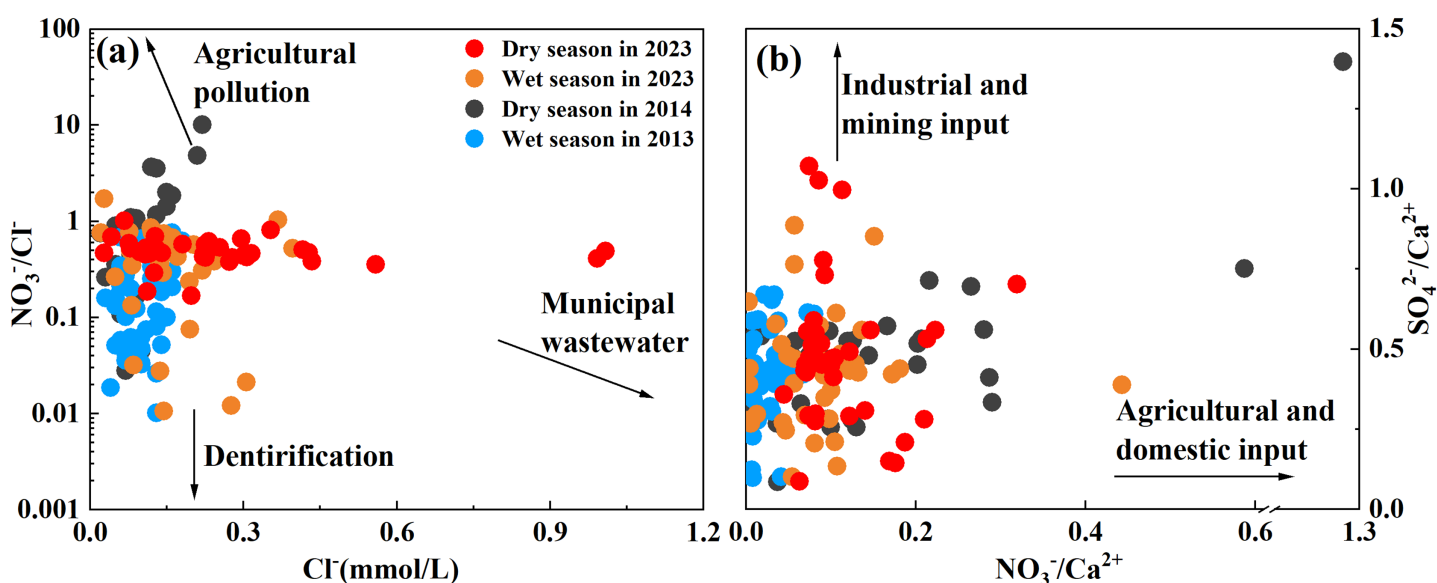 (a)
Agricultural
pollution
Dry season in 2023
Wet season in 2023
Dry season in 2014
Wet season in 2013
Municipal
wastewater
Dentirification
100
10
1
0.1
0.01
0.001
NO₃⁻/Cl⁻
0.0 0.3 0.6 0.9 1.2
Cl⁻(mmol/L)
(b)
Industrial and
mining input
Agricultural and
domestic input
1.5
1.0
0.5
0.0
SO₄²⁻/Ca²⁺
0.0 0.2 0.4 0.6 1.3
NO₃⁻/Ca²⁺